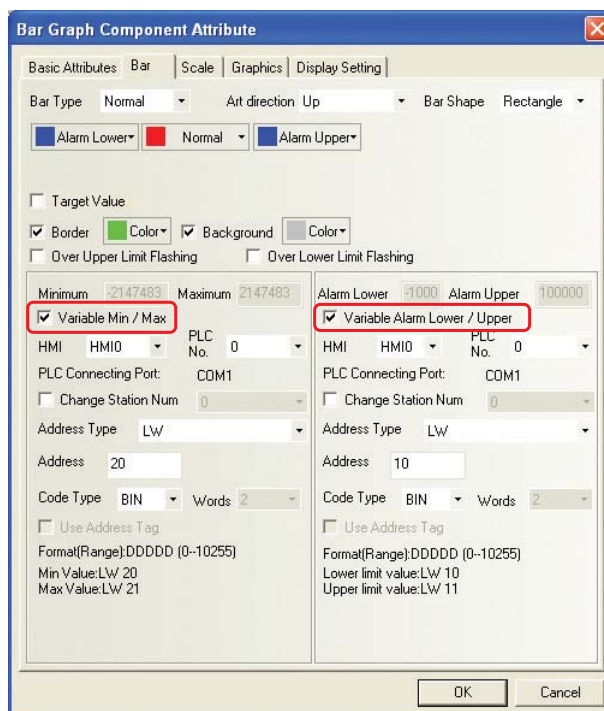 Bar Graph Component Attribute
Basic Attributes Bar Scale Graphics Display Setting
Bar Type Normal Art direction Up Bar Shape Rectangle
Alarm Lower Normal Alarm Upper
Target Value
Border Color Background Color
Over Upper Limit Flashing Over Lower Limit Flashing
Minimum -2147483 Maximum 2147483
Variable Min / Max
HMI HMI0 PLC No. 0
PLC Connecting Port: COM1
Change Station Num 0
Address Type LW
Address 20
Code Type BIN Words 2
Use Address Tag
Format(Range):DDDDD (0--10255)
Min Value:LW 20
Max Value:LW 21
Alarm Lower -1000 Alarm Upper 100000
Variable Alarm Lower / Upper
HMI HMI0 PLC No. 0
PLC Connecting Port: COM1
Change Station Num 0
Address Type LW
Address 10
Code Type BIN Words 2
Use Address Tag
Format(Range):DDDDD (0--10255)
Lower limit value:LW 10
Upper limit value:LW 11
OK Cancel